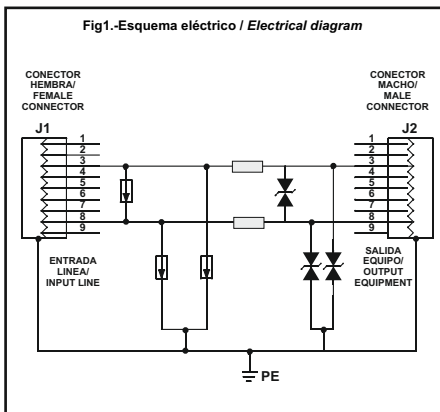 Fig1.-Esquema eléctrico / Electrical diagram
CONECTOR
HEMBRA/
FEMALE
CONNECTOR
J1
1
2
3
4
5
6
7
8
9
ENTRADA
LINEA/
INPUT LINE
CONECTOR
MACHO/
MALE
CONNECTOR
J2
1
2
3
4
5
6
7
8
9
SALIDA
EQUIPO/
OUTPUT
EQUIPMENT
PE